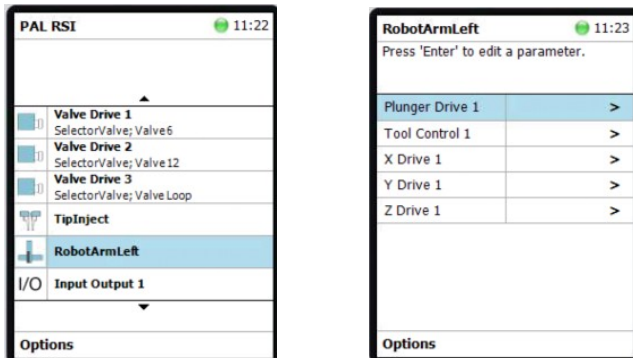 PAL RSI 11:22
Valve Drive 1
SelectorValve; Valve6
Valve Drive 2
SelectorValve; Valve12
Valve Drive 3
SelectorValve; Valve Loop
TipInject
RobotArmLeft
I/O Input Output 1
Options
RobotArmLeft 11:23
Press 'Enter' to edit a parameter.
Plunger Drive 1 >
Tool Control 1 >
X Drive 1 >
Y Drive 1 >
Z Drive 1 >
Options